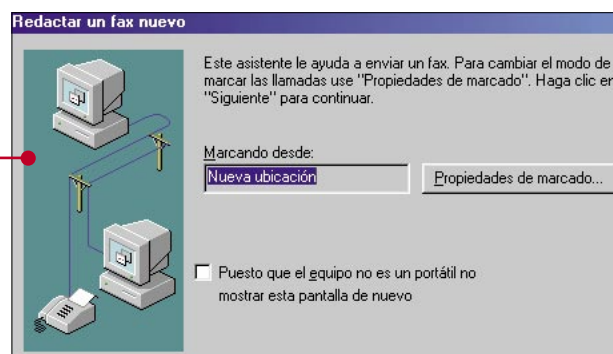 Redactar un fax nuevo
Este asistente le ayuda a enviar un fax. Para cambiar el modo de
marcar las llamadas use "Propiedades de marcado". Haga clic en
"Siguiente" para continuar.
Marcando desde:
Nueva ubicación
Propiedades de marcado...
Puesto que el equipo no es un portátil no
mostrar esta pantalla de nuevo